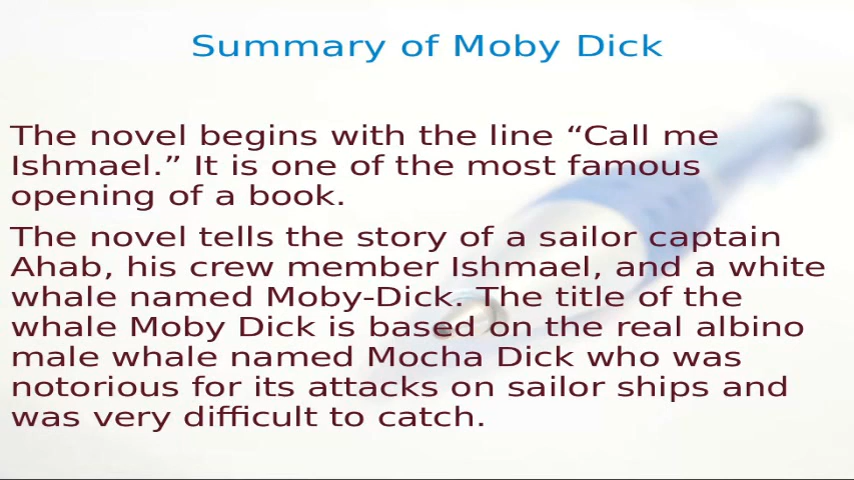 Summary of Moby Dick
The novel begins with the line “Call me
Ishmael.” It is one of the most famous
opening of a book.
The novel tells the story of a sailor captain
Ahab, his crew member Ishmael, and a white
whale named Moby-Dick. The title of the
whale Moby Dick is based on the real albino
male whale named Mocha Dick who was
notorious for its attacks on sailor ships and
was very difficult to catch.